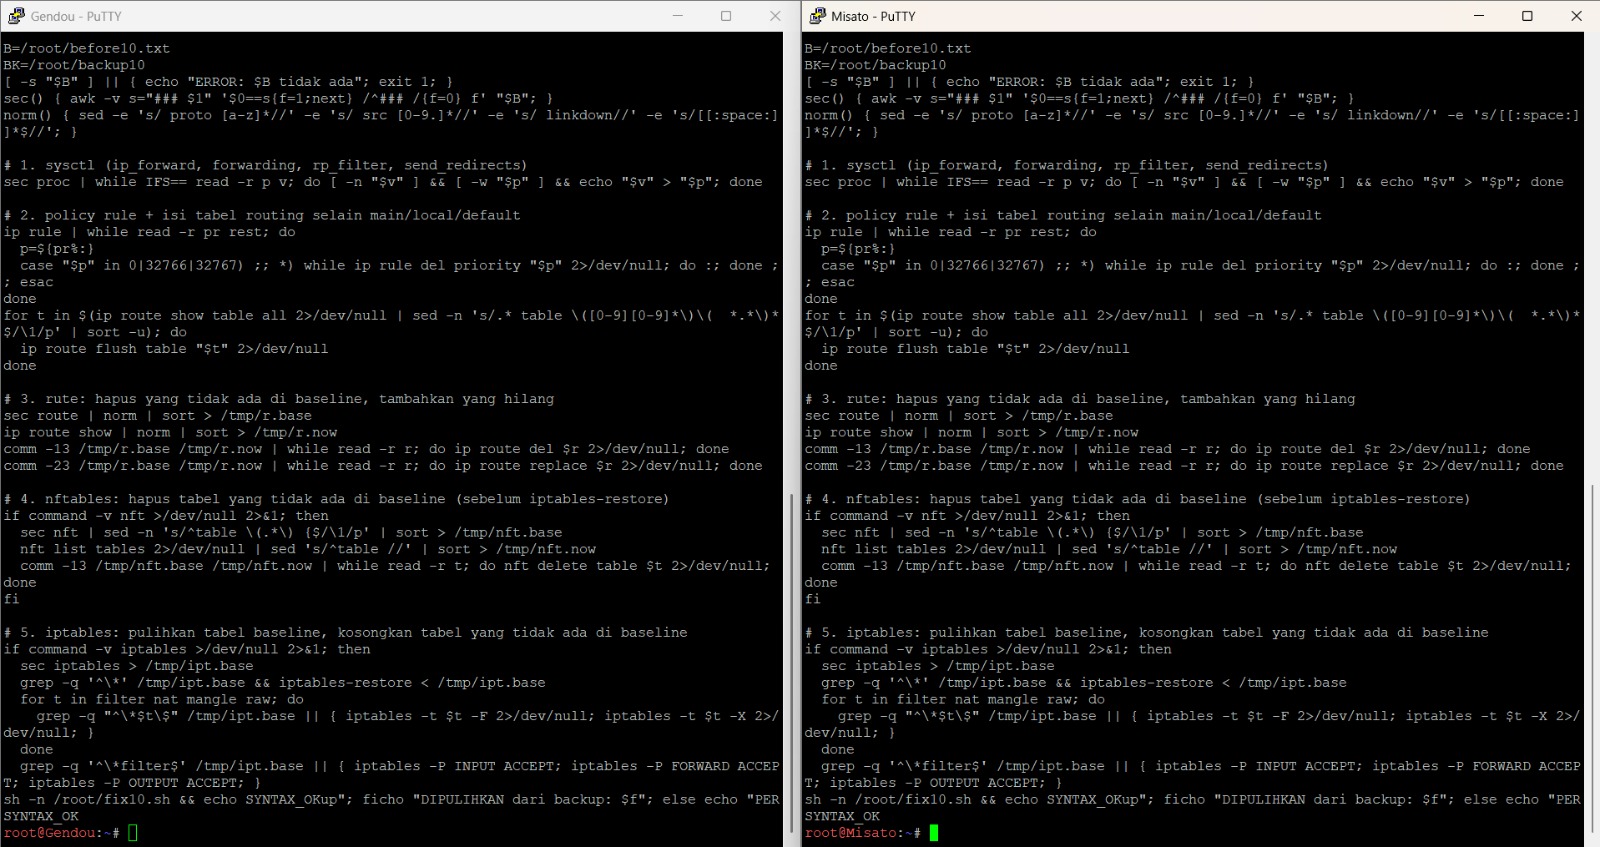 Gendou - PuTTY
B=/root/before10.txt
BK=/root/backup10
[ -s "$B" ] || { echo "ERROR: $B tidak ada"; exit 1; }
sec() { awk -v s="### $1" '$0==s{f=1;next} /^### /{f=0} f' "$B"; }
norm() { sed -e 's/ proto [a-z]*//' -e 's/ src [0-9.]*//' -e 's/ linkdown//' -e 's/[[:space:]
]*$//'; }
# 1. sysctl (ip_forward, forwarding, rp_filter, send_redirects)
sec proc | while IFS== read -r p v; do [ -n "$v" ] && [ -w "$p" ] && echo "$v" > "$p"; done
# 2. policy rule + isi tabel routing selain main/local/default
ip rule | while read -r pr rest; do
  p=${pr%:}
  case "$p" in 0|32766|32767) ;; *) while ip rule del priority "$p" 2>/dev/null; do :; done ;
; esac
done
for t in $(ip route show table all 2>/dev/null | sed -n 's/.* table \([0-9][0-9]*\)\(  *.*\)*
$/\1/p' | sort -u); do
  ip route flush table "$t" 2>/dev/null
done
# 3. rute: hapus yang tidak ada di baseline, tambahkan yang hilang
sec route | norm | sort > /tmp/r.base
ip route show | norm | sort > /tmp/r.now
comm -13 /tmp/r.base /tmp/r.now | while read -r r; do ip route del $r 2>/dev/null; done
comm -23 /tmp/r.base /tmp/r.now | while read -r r; do ip route replace $r 2>/dev/null; done
# 4. nftables: hapus tabel yang tidak ada di baseline (sebelum iptables-restore)
if command -v nft >/dev/null 2>&1; then
  sec nft | sed -n 's/^table \(.*\) {$/\1/p' | sort > /tmp/nft.base
  nft list tables 2>/dev/null | sed 's/^table //' | sort > /tmp/nft.now
  comm -13 /tmp/nft.base /tmp/nft.now | while read -r t; do nft delete table $t 2>/dev/null;
done
fi
# 5. iptables: pulihkan tabel baseline, kosongkan tabel yang tidak ada di baseline
if command -v iptables >/dev/null 2>&1; then
  sec iptables > /tmp/ipt.base
  grep -q '^\*' /tmp/ipt.base && iptables-restore < /tmp/ipt.base
  for t in filter nat mangle raw; do
    grep -q "^\*$t\$" /tmp/ipt.base || { iptables -t $t -F 2>/dev/null; iptables -t $t -X 2>/
dev/null; }
  done
  grep -q '^\*filter$' /tmp/ipt.base || { iptables -P INPUT ACCEPT; iptables -P FORWARD ACCEP
T; iptables -P OUTPUT ACCEPT; }
sh -n /root/fix10.sh && echo SYNTAX_OKup"; ficho "DIPULIHKAN dari backup: $f"; else echo "PER
SYNTAX_OK
root@Gendou:~#
Misato - PuTTY
B=/root/before10.txt
BK=/root/backup10
[ -s "$B" ] || { echo "ERROR: $B tidak ada"; exit 1; }
sec() { awk -v s="### $1" '$0==s{f=1;next} /^### /{f=0} f' "$B"; }
norm() { sed -e 's/ proto [a-z]*//' -e 's/ src [0-9.]*//' -e 's/ linkdown//' -e 's/[[:space:]
]*$//'; }
# 1. sysctl (ip_forward, forwarding, rp_filter, send_redirects)
sec proc | while IFS== read -r p v; do [ -n "$v" ] && [ -w "$p" ] && echo "$v" > "$p"; done
# 2. policy rule + isi tabel routing selain main/local/default
ip rule | while read -r pr rest; do
  p=${pr%:}
  case "$p" in 0|32766|32767) ;; *) while ip rule del priority "$p" 2>/dev/null; do :; done ;
; esac
done
for t in $(ip route show table all 2>/dev/null | sed -n 's/.* table \([0-9][0-9]*\)\(  *.*\)*
$/\1/p' | sort -u); do
  ip route flush table "$t" 2>/dev/null
done
# 3. rute: hapus yang tidak ada di baseline, tambahkan yang hilang
sec route | norm | sort > /tmp/r.base
ip route show | norm | sort > /tmp/r.now
comm -13 /tmp/r.base /tmp/r.now | while read -r r; do ip route del $r 2>/dev/null; done
comm -23 /tmp/r.base /tmp/r.now | while read -r r; do ip route replace $r 2>/dev/null; done
# 4. nftables: hapus tabel yang tidak ada di baseline (sebelum iptables-restore)
if command -v nft >/dev/null 2>&1; then
  sec nft | sed -n 's/^table \(.*\) {$/\1/p' | sort > /tmp/nft.base
  nft list tables 2>/dev/null | sed 's/^table //' | sort > /tmp/nft.now
  comm -13 /tmp/nft.base /tmp/nft.now | while read -r t; do nft delete table $t 2>/dev/null;
done
fi
# 5. iptables: pulihkan tabel baseline, kosongkan tabel yang tidak ada di baseline
if command -v iptables >/dev/null 2>&1; then
  sec iptables > /tmp/ipt.base
  grep -q '^\*' /tmp/ipt.base && iptables-restore < /tmp/ipt.base
  for t in filter nat mangle raw; do
    grep -q "^\*$t\$" /tmp/ipt.base || { iptables -t $t -F 2>/dev/null; iptables -t $t -X 2>/
dev/null; }
  done
  grep -q '^\*filter$' /tmp/ipt.base || { iptables -P INPUT ACCEPT; iptables -P FORWARD ACCEP
T; iptables -P OUTPUT ACCEPT; }
sh -n /root/fix10.sh && echo SYNTAX_OKup"; ficho "DIPULIHKAN dari backup: $f"; else echo "PER
SYNTAX_OK
root@Misato:~#